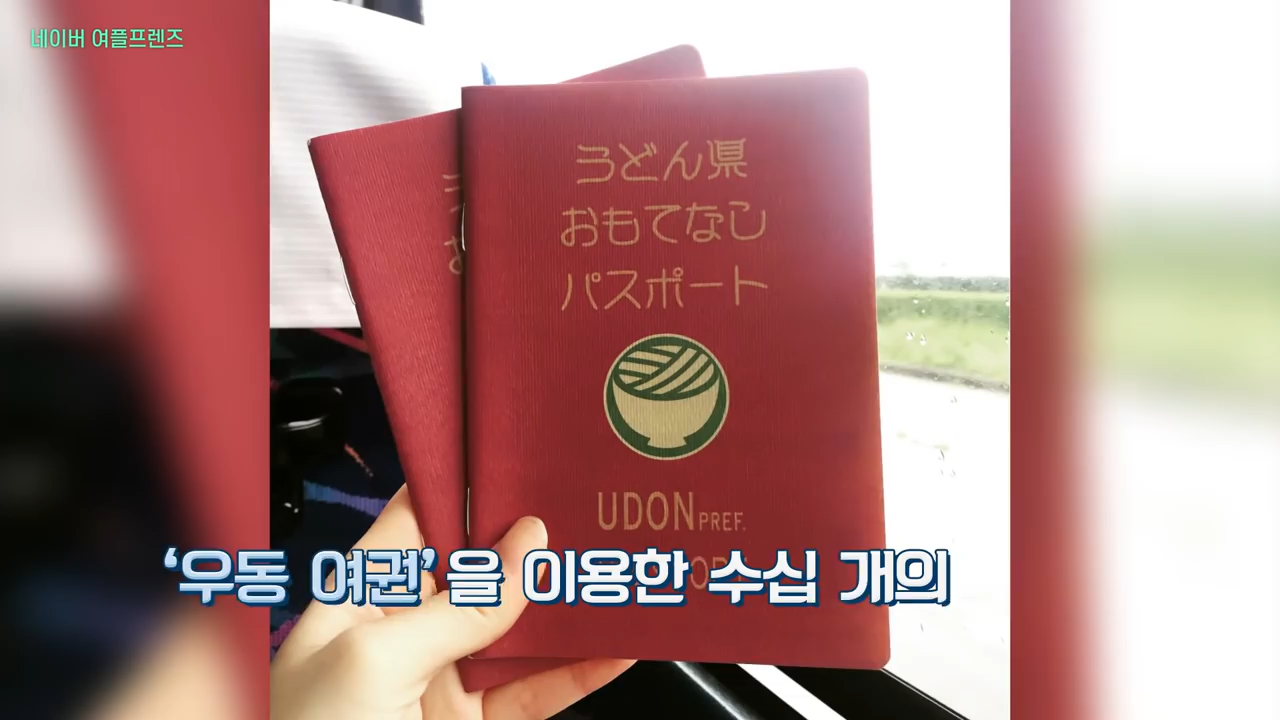 네이버 여플프렌즈
うどん県
おもてなし
パスポート
UDON PREF.
‘우동 여권’을 이용한 수십 개의